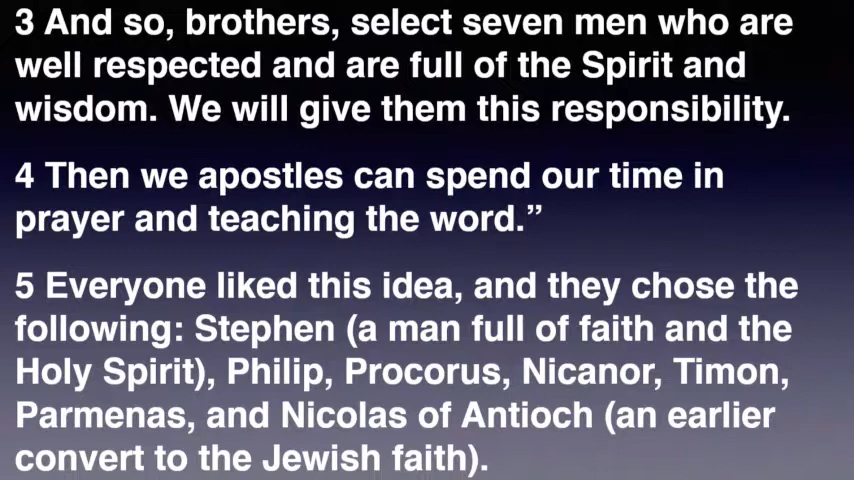 3 And so, brothers, select seven men who are
well respected and are full of the Spirit and
wisdom. We will give them this responsibility.
4 Then we apostles can spend our time in
prayer and teaching the word.”
5 Everyone liked this idea, and they chose the
following: Stephen (a man full of faith and the
Holy Spirit), Philip, Procorus, Nicanor, Timon,
Parmenas, and Nicolas of Antioch (an earlier
convert to the Jewish faith).